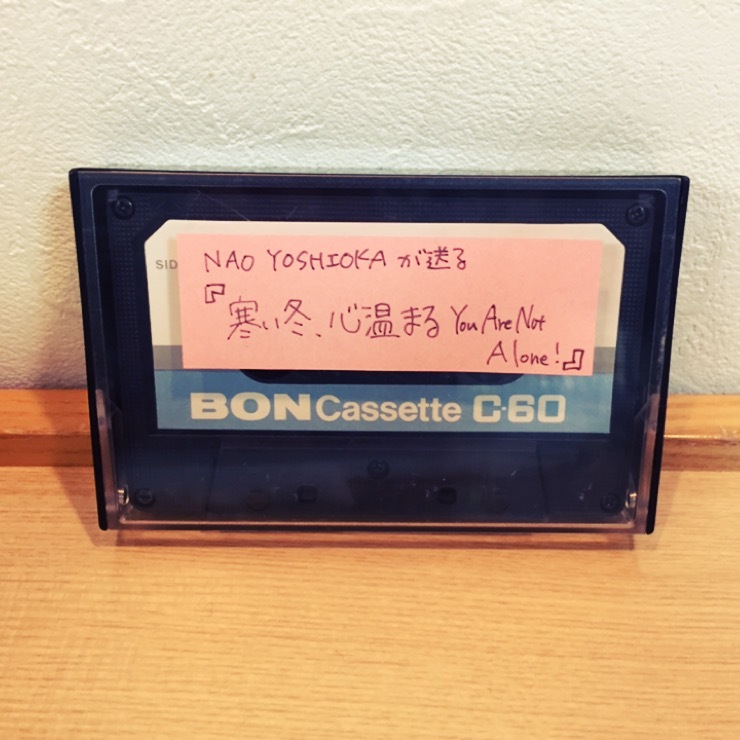 SID
NAO YOSHIOKA が送る
『寒い冬、心温まる You Are Not
Alone!』
BON Cassette C-60